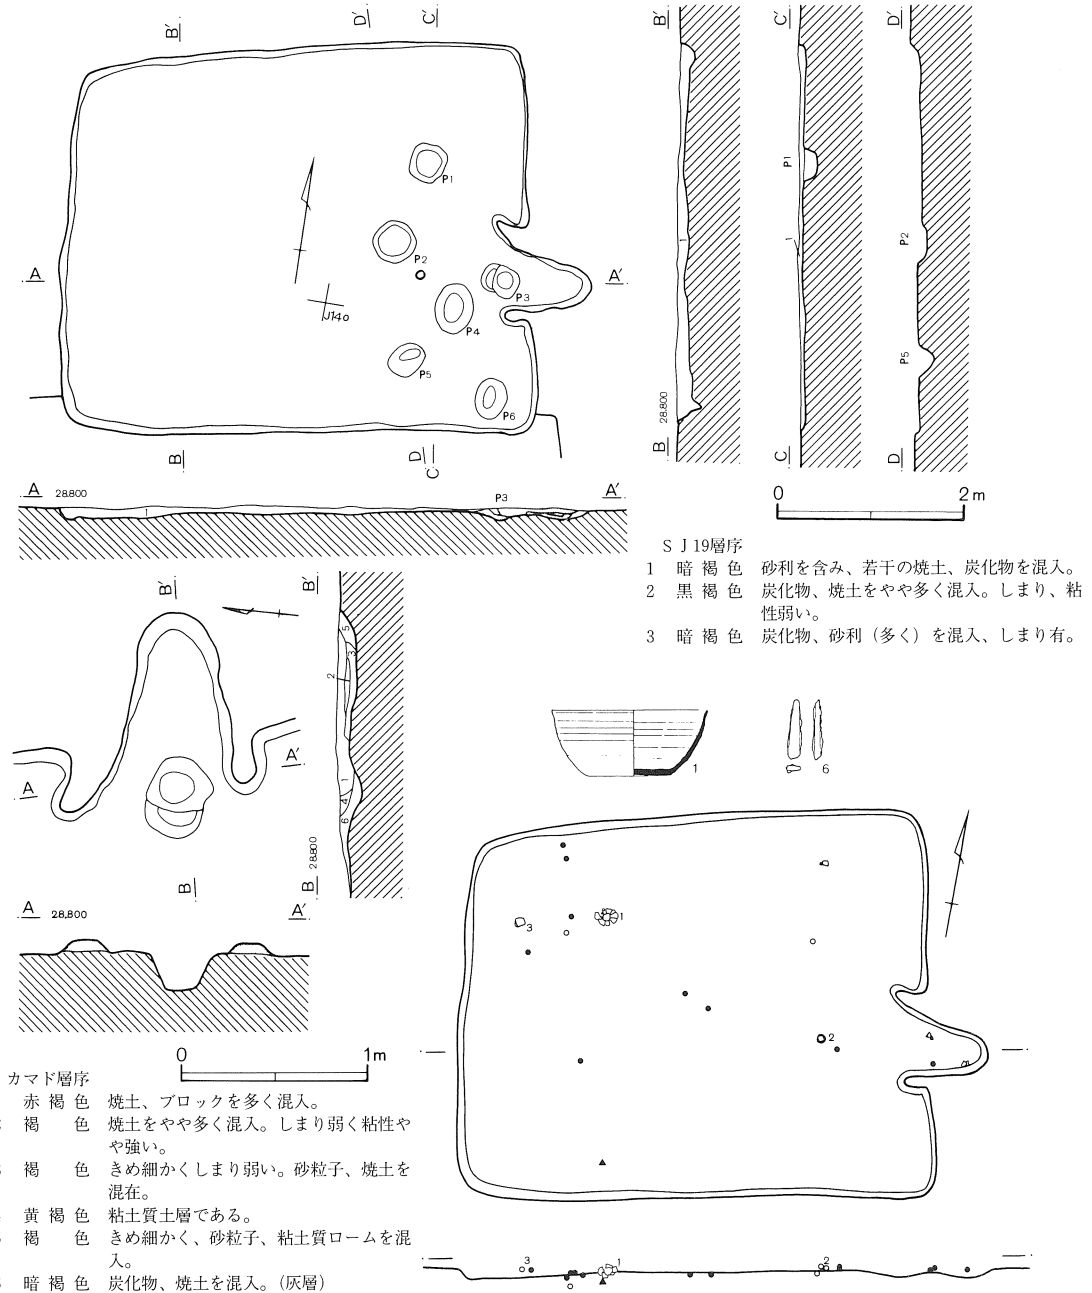 B′
D′
C′
P1
P2
P3
P4
P5
P6
A
A′
J14o
B
D
C
B′
C′
D′
P1
P2
P5
1
1
28.800
B
C
D
A
28.800
P3
A′
1
0
2m
SJ19層序
1 暗褐色 砂利を含み、若干の焼土、炭化物を混入。
2 黒褐色 炭化物、焼土をやや多く混入。しまり、粘
性弱い。
3 暗褐色 炭化物、砂利（多く）を混入、しまり有。
B′
B′
A
A′
B
5
3
2
1
4
6
28.800
B
A
28.800
A′
0
1m
カマド層序
赤褐色 焼土、ブロックを多く混入。
褐色 焼土をやや多く混入。しまり弱く粘性や
や強い。
褐色 きめ細かくしまり弱い。砂粒子、焼土を
混在。
黄褐色 粘土質土層である。
褐色 きめ細かく、砂粒子、粘土質ロームを混
入。
暗褐色 炭化物、焼土を混入。（灰層）
1
6
3
1
2
3
1
2